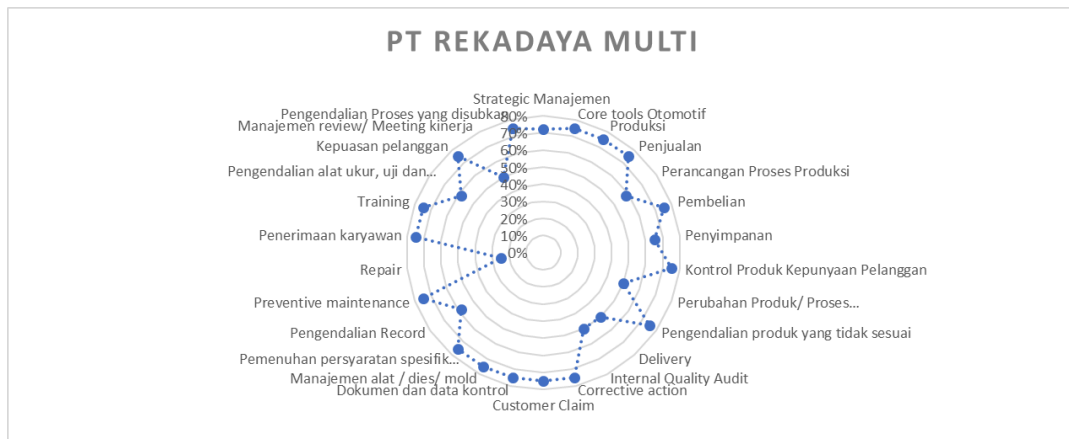 PT REKADAYA MULTI
Strategic Manajemen
Core tools Otomotif
Produksi
Penjualan
Perancangan Proses Produksi
Pembelian
Penyimpanan
Kontrol Produk Kepunyaan Pelanggan
Perubahan Produk/ Proses...
Pengendalian produk yang tidak sesuai
Delivery
Internal Quality Audit
Corrective action
Customer Claim
Dokumen dan data kontrol
Manajemen alat / dies/ mold
Pemenuhan persyaratan spesifik...
Pengendalian Record
Preventive maintenance
Repair
Penerimaan karyawan
Training
Pengendalian alat ukur, uji dan...
Kepuasan pelanggan
Manajemen review/ Meeting kinerja
Pengendalian Proses yang disubkan
80%
70%
60%
50%
40%
30%
20%
10%
0%